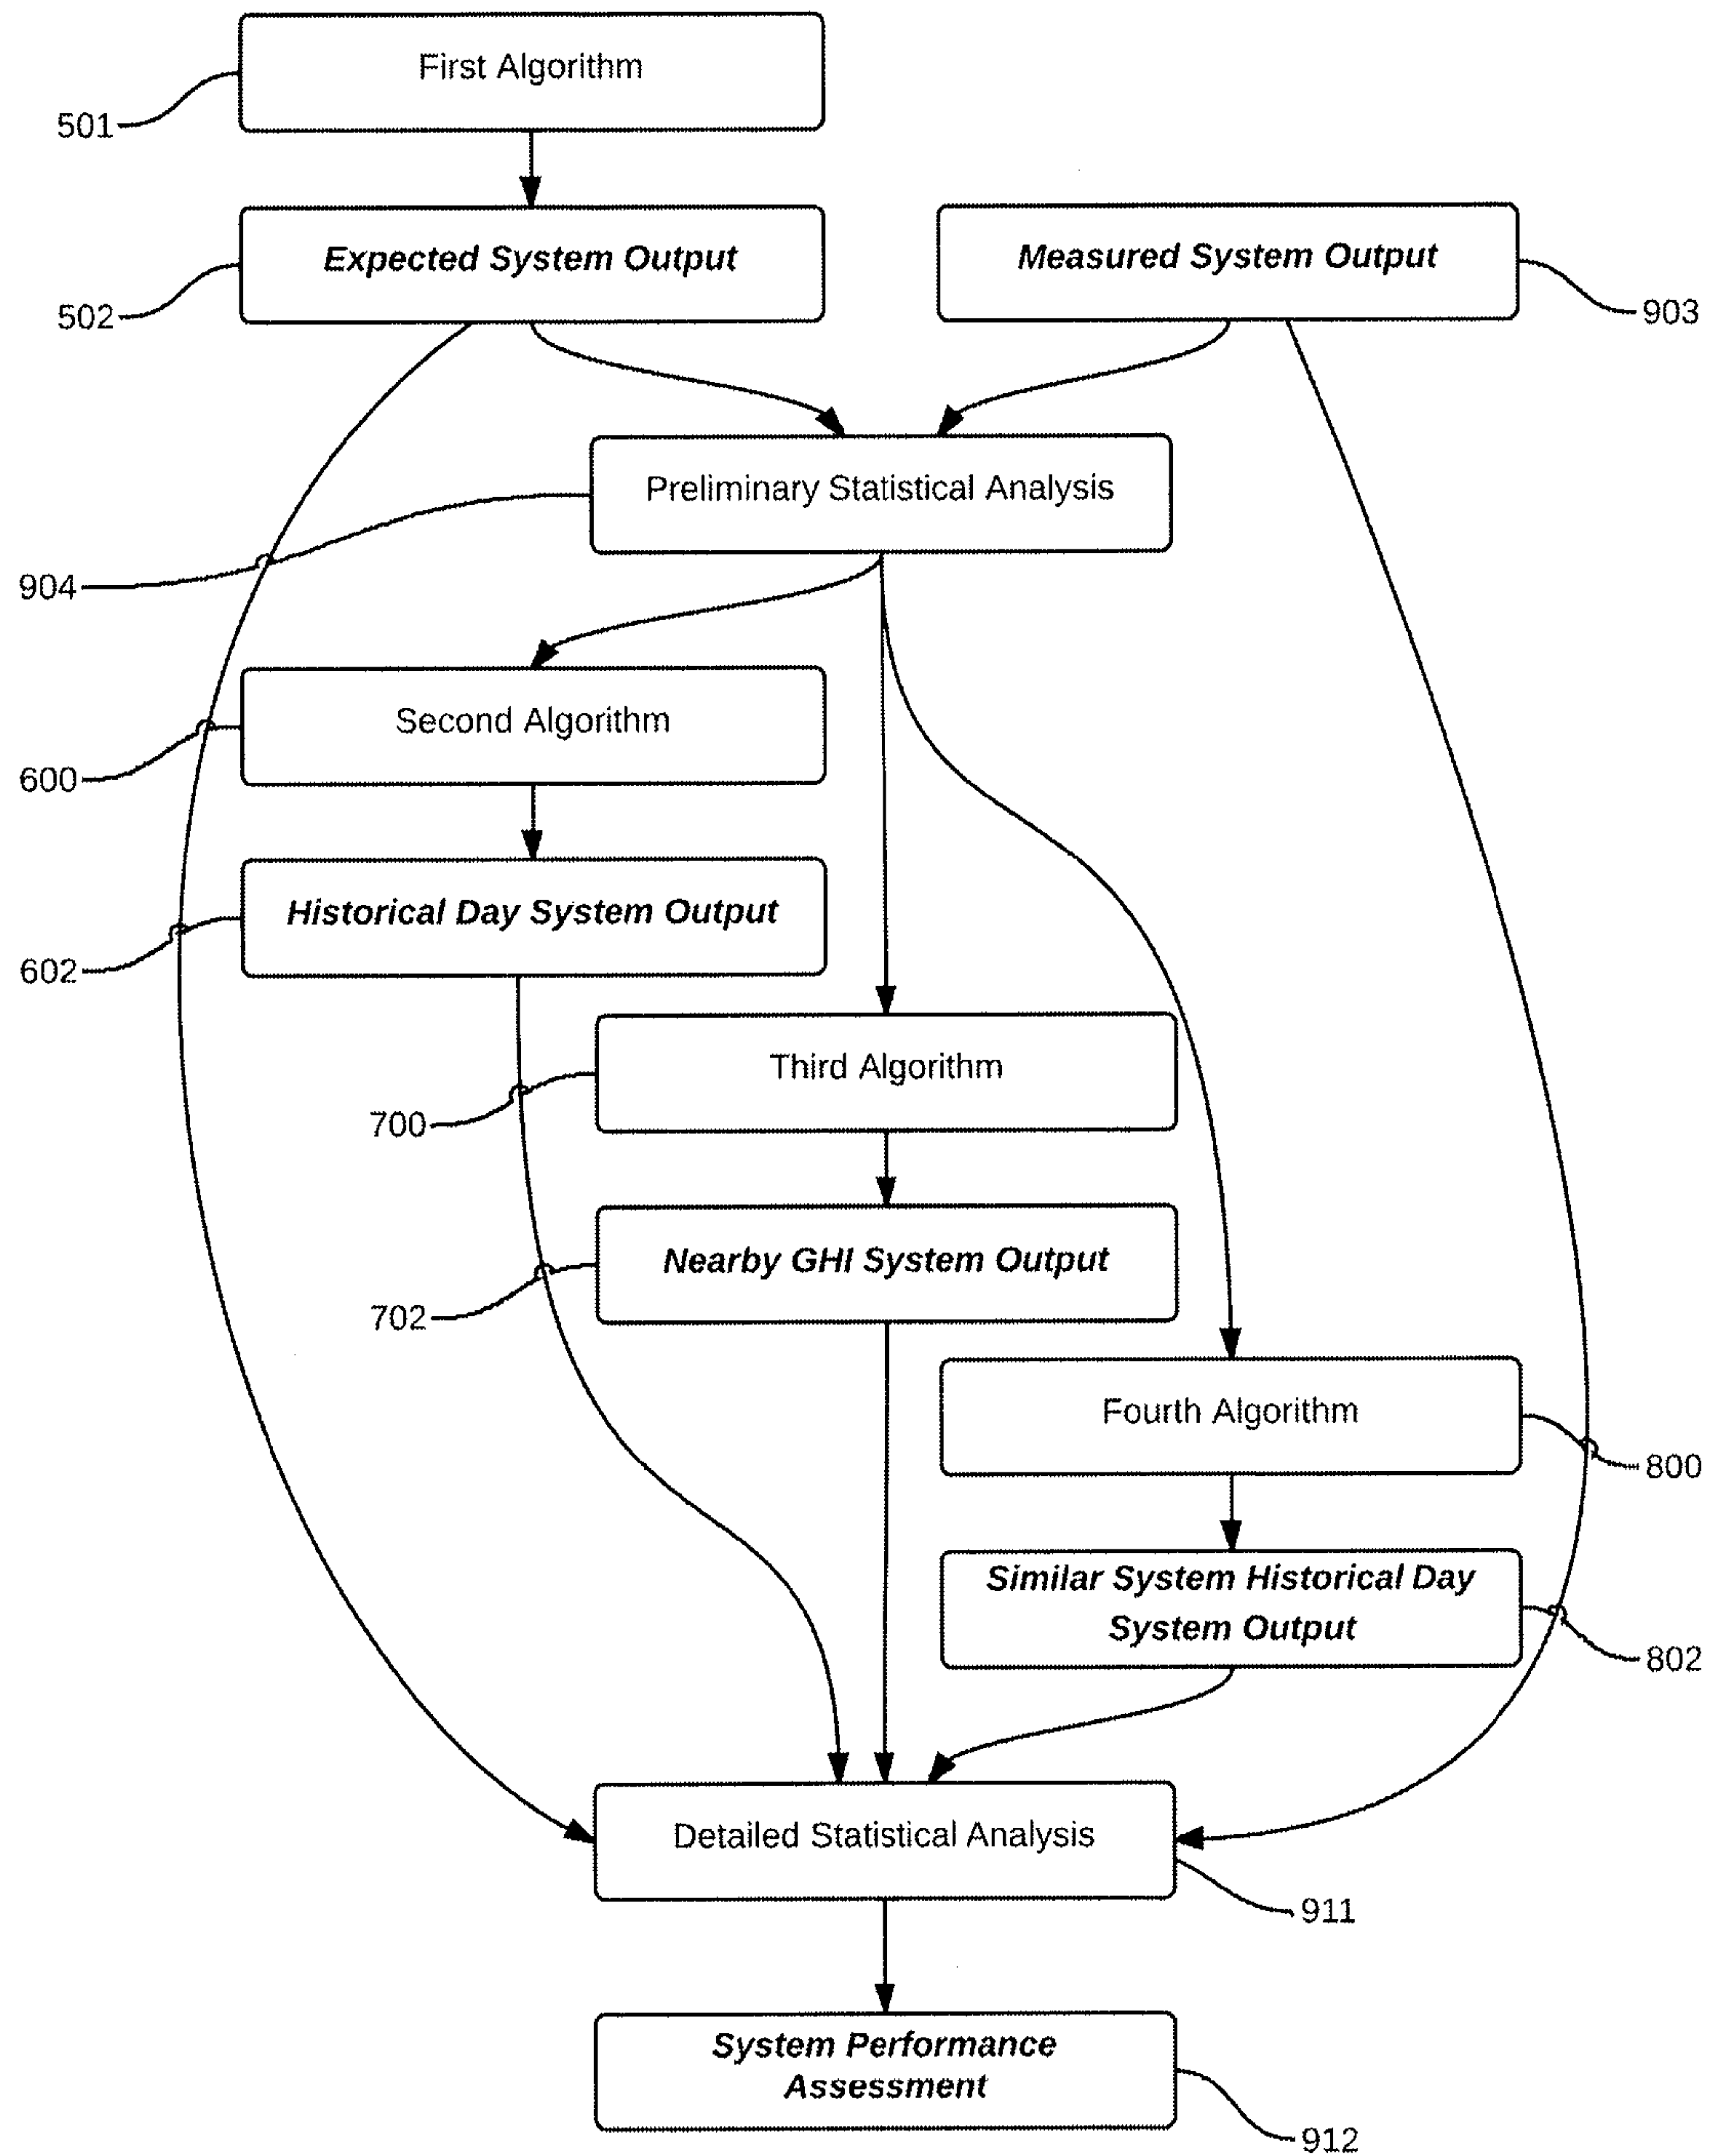 First Algorithm
501
Expected System Output
Measured System Output
502
903
Preliminary Statistical Analysis
904
Second Algorithm
600
Historical Day System Output
602
Third Algorithm
700
Nearby GHI System Output
702
Fourth Algorithm
800
Similar System Historical Day
System Output
802
Detailed Statistical Analysis
911
System Performance
Assessment
912